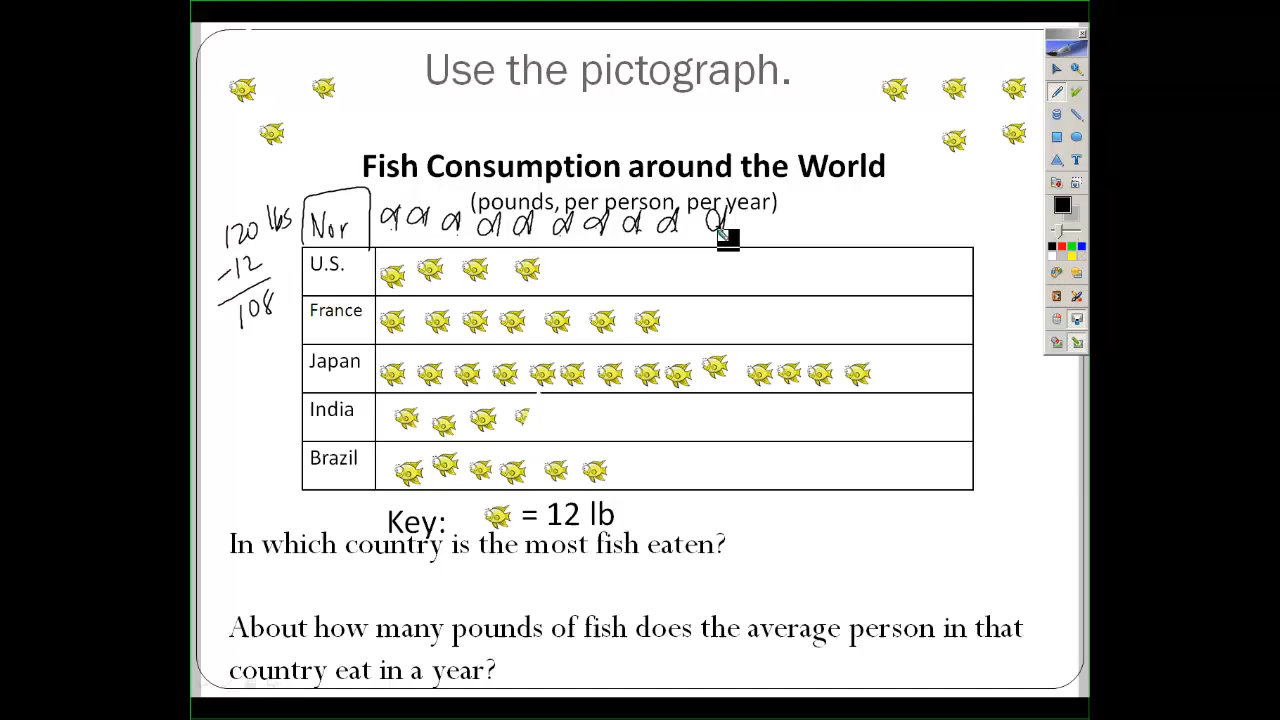 Use the pictograph.
Fish Consumption around the World
(pounds, per person, per year)
120 lbs
-12
108
Nor
U.S.
France
Japan
India
Brazil
Key: = 12 lb
In which country is the most fish eaten?
About how many pounds of fish does the average person in that
country eat in a year?